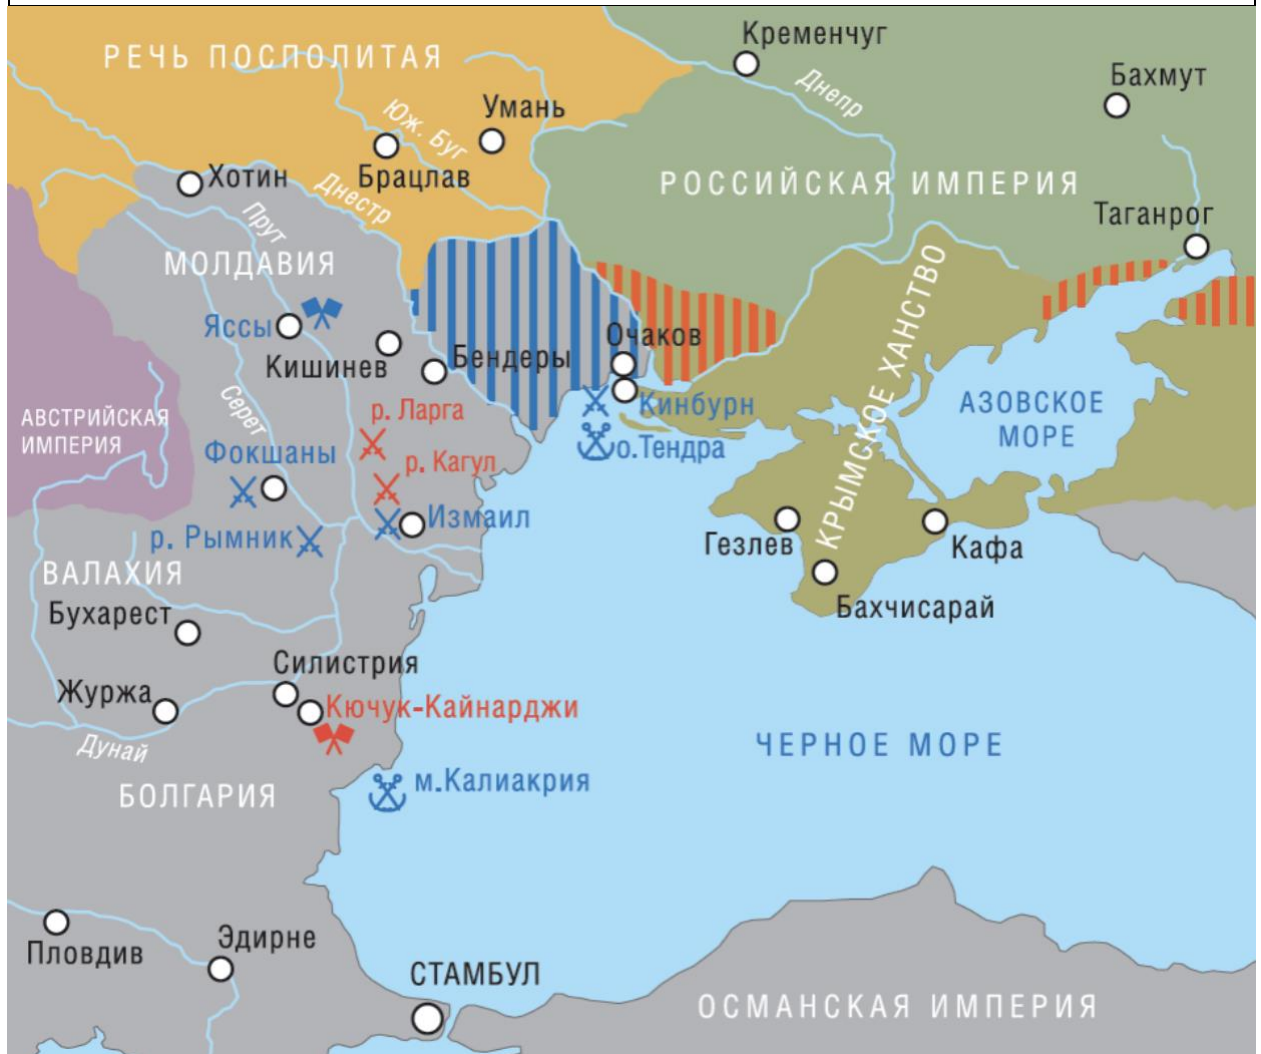 Кременчуг
РЕЧЬ ПОСПОЛИТАЯ
Бахмут
Днепр
Умань
Юж. Буг
Хотин
Брацлав
РОССИЙСКАЯ ИМПЕРИЯ
Днестр
Прут
Таганрог
МОЛДАВИЯ
Яссы
Очаков
Кишинев
Бендеры
КРЫМСКОЕ ХАНСТВО
АВСТРИЙСКАЯ
ИМПЕРИЯ
Серет
р. Ларга
Кинбурн
АЗОВСКОЕ
МОРЕ
Фокшаны
р. Кагул
о.Тендра
Измаил
р. Рымник
Гезлев
Кафа
ВАЛАХИЯ
Бухарест
Бахчисарай
Силистрия
Журжа
Кючук-Кайнарджи
Дунай
ЧЕРНОЕ МОРЕ
БОЛГАРИЯ
м.Калиакрия
Пловдив
Эдирне
СТАМБУЛ
ОСМАНСКАЯ ИМПЕРИЯ